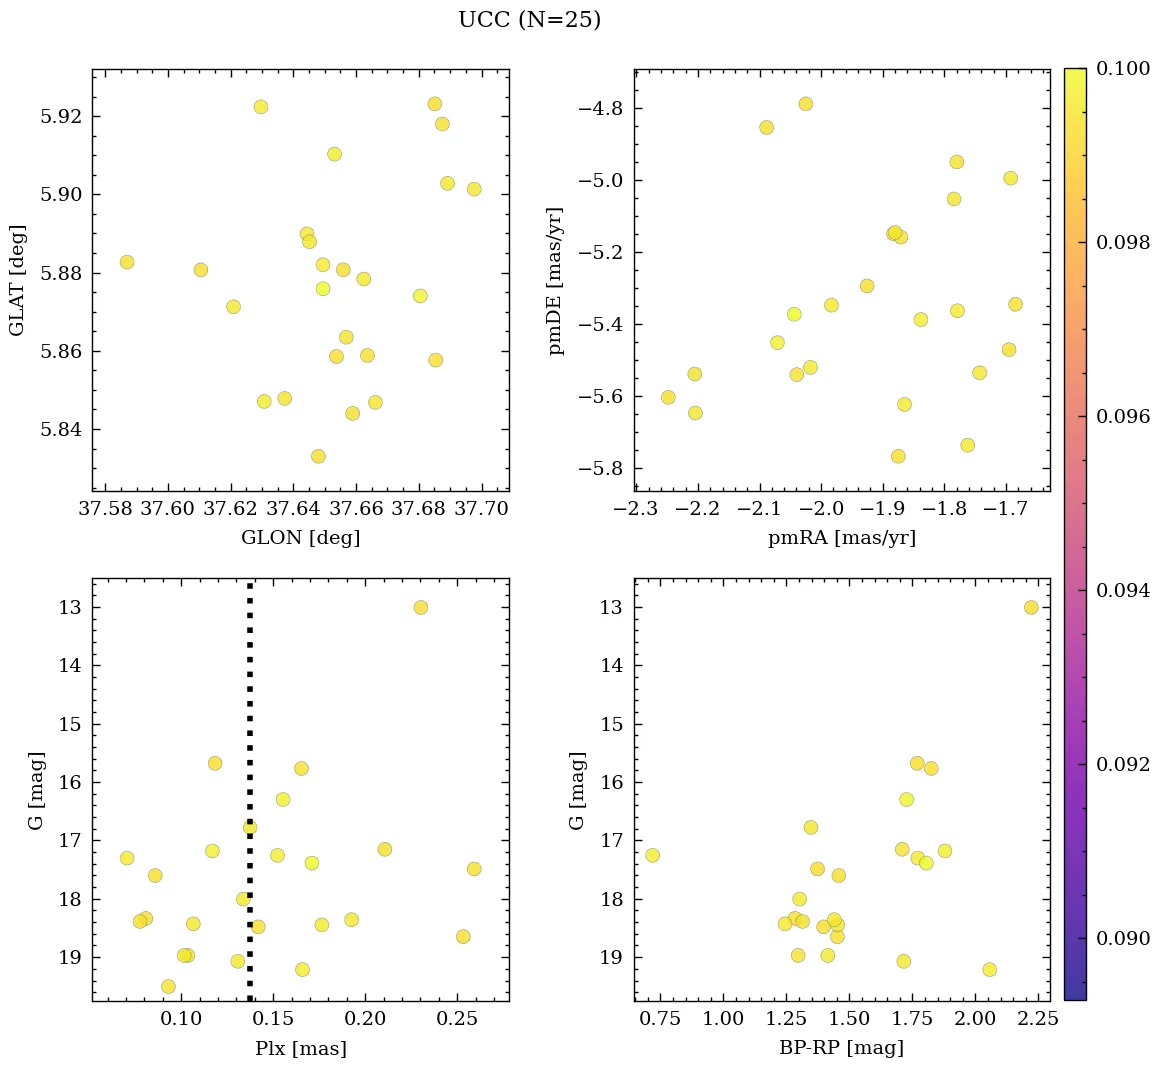 UCC (N=25)
5.92
5.90
5.88
5.86
5.84
GLAT [deg]
37.58 37.60 37.62 37.64 37.66 37.68 37.70
GLON [deg]
−4.8
−5.0
−5.2
−5.4
−5.6
−5.8
pmDE [mas/yr]
−2.3 −2.2 −2.1 −2.0 −1.9 −1.8 −1.7
pmRA [mas/yr]
0.100
0.098
0.096
0.094
0.092
0.090
13
14
15
16
17
18
19
G [mag]
0.10 0.15 0.20 0.25
Plx [mas]
13
14
15
16
17
18
19
G [mag]
0.75 1.00 1.25 1.50 1.75 2.00 2.25
BP-RP [mag]